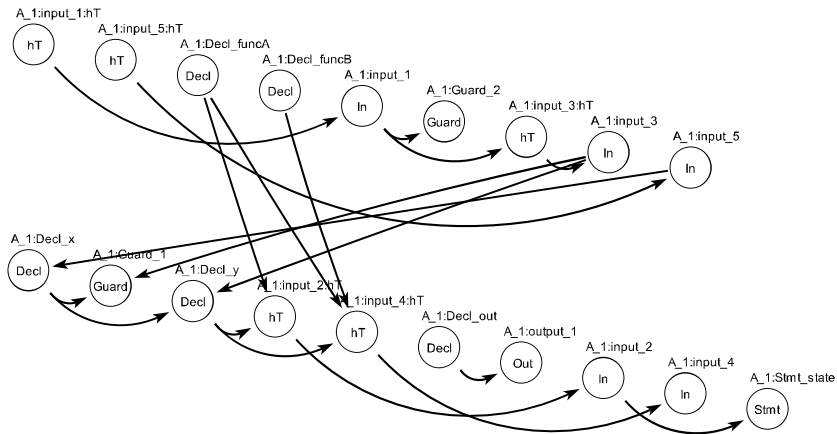 A_1:input_1:hT
hT
A_1:input_5:hT
hT
A_1:Decl_funcA
Decl
A_1:Decl_funcB
Decl
A_1:input_1
In
A_1:Guard_2
Guard
A_1:input_3:hT
hT
A_1:input_3
In
A_1:input_5
In
A_1:Decl_x
Decl
A_1:Guard_1
Guard
A_1:Decl_y
Decl
A_1:input_2:hT
hT
_1:input_4:hT
hT
A_1:Decl_out
Decl
A_1:output_1
Out
A_1:input_2
In
A_1:input_4
In
A_1:Stmt_state
Stmt